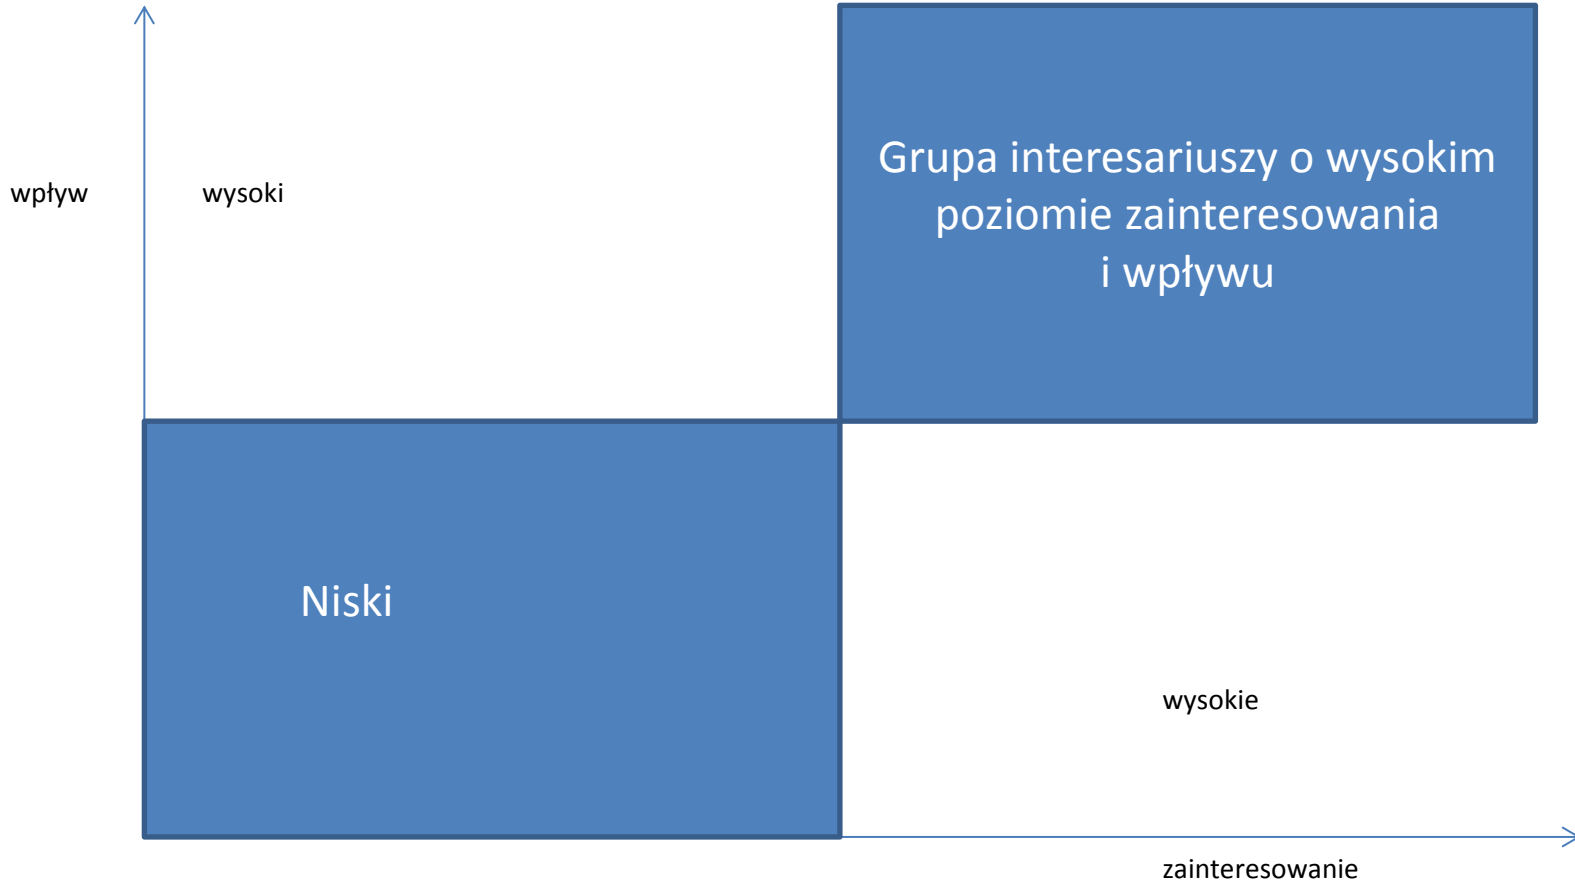 Grupa interesariuszy o wysokim
poziomie zainteresowania
i wpływu
wpływ
wysoki
Niski
wysokie
zainteresowanie